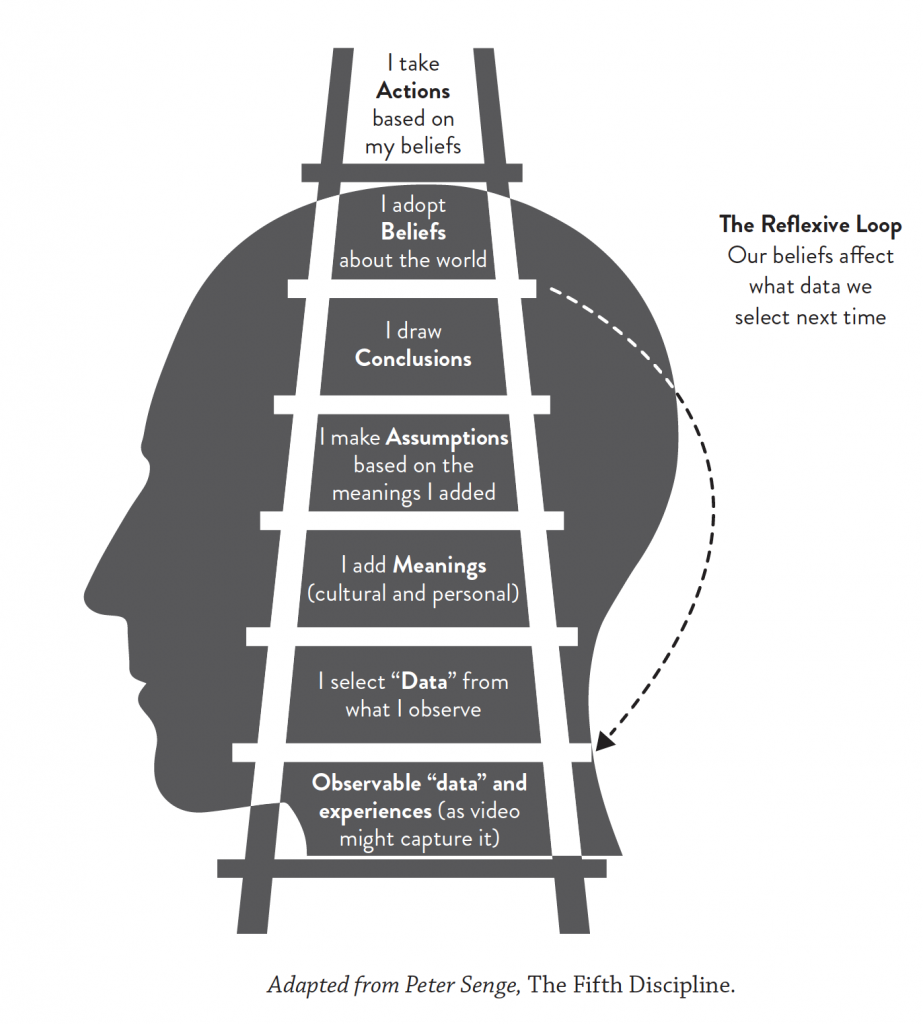 I take
Actions
based on
my beliefs
I adopt
Beliefs
about the world
I draw
Conclusions
I make Assumptions
based on the
meanings I added
I add Meanings
(cultural and personal)
I select “Data” from
what I observe
Observable “data” and
experiences (as video
might capture it)
The Reflexive Loop
Our beliefs affect
what data we
select next time
Adapted from Peter Senge, The Fifth Discipline.